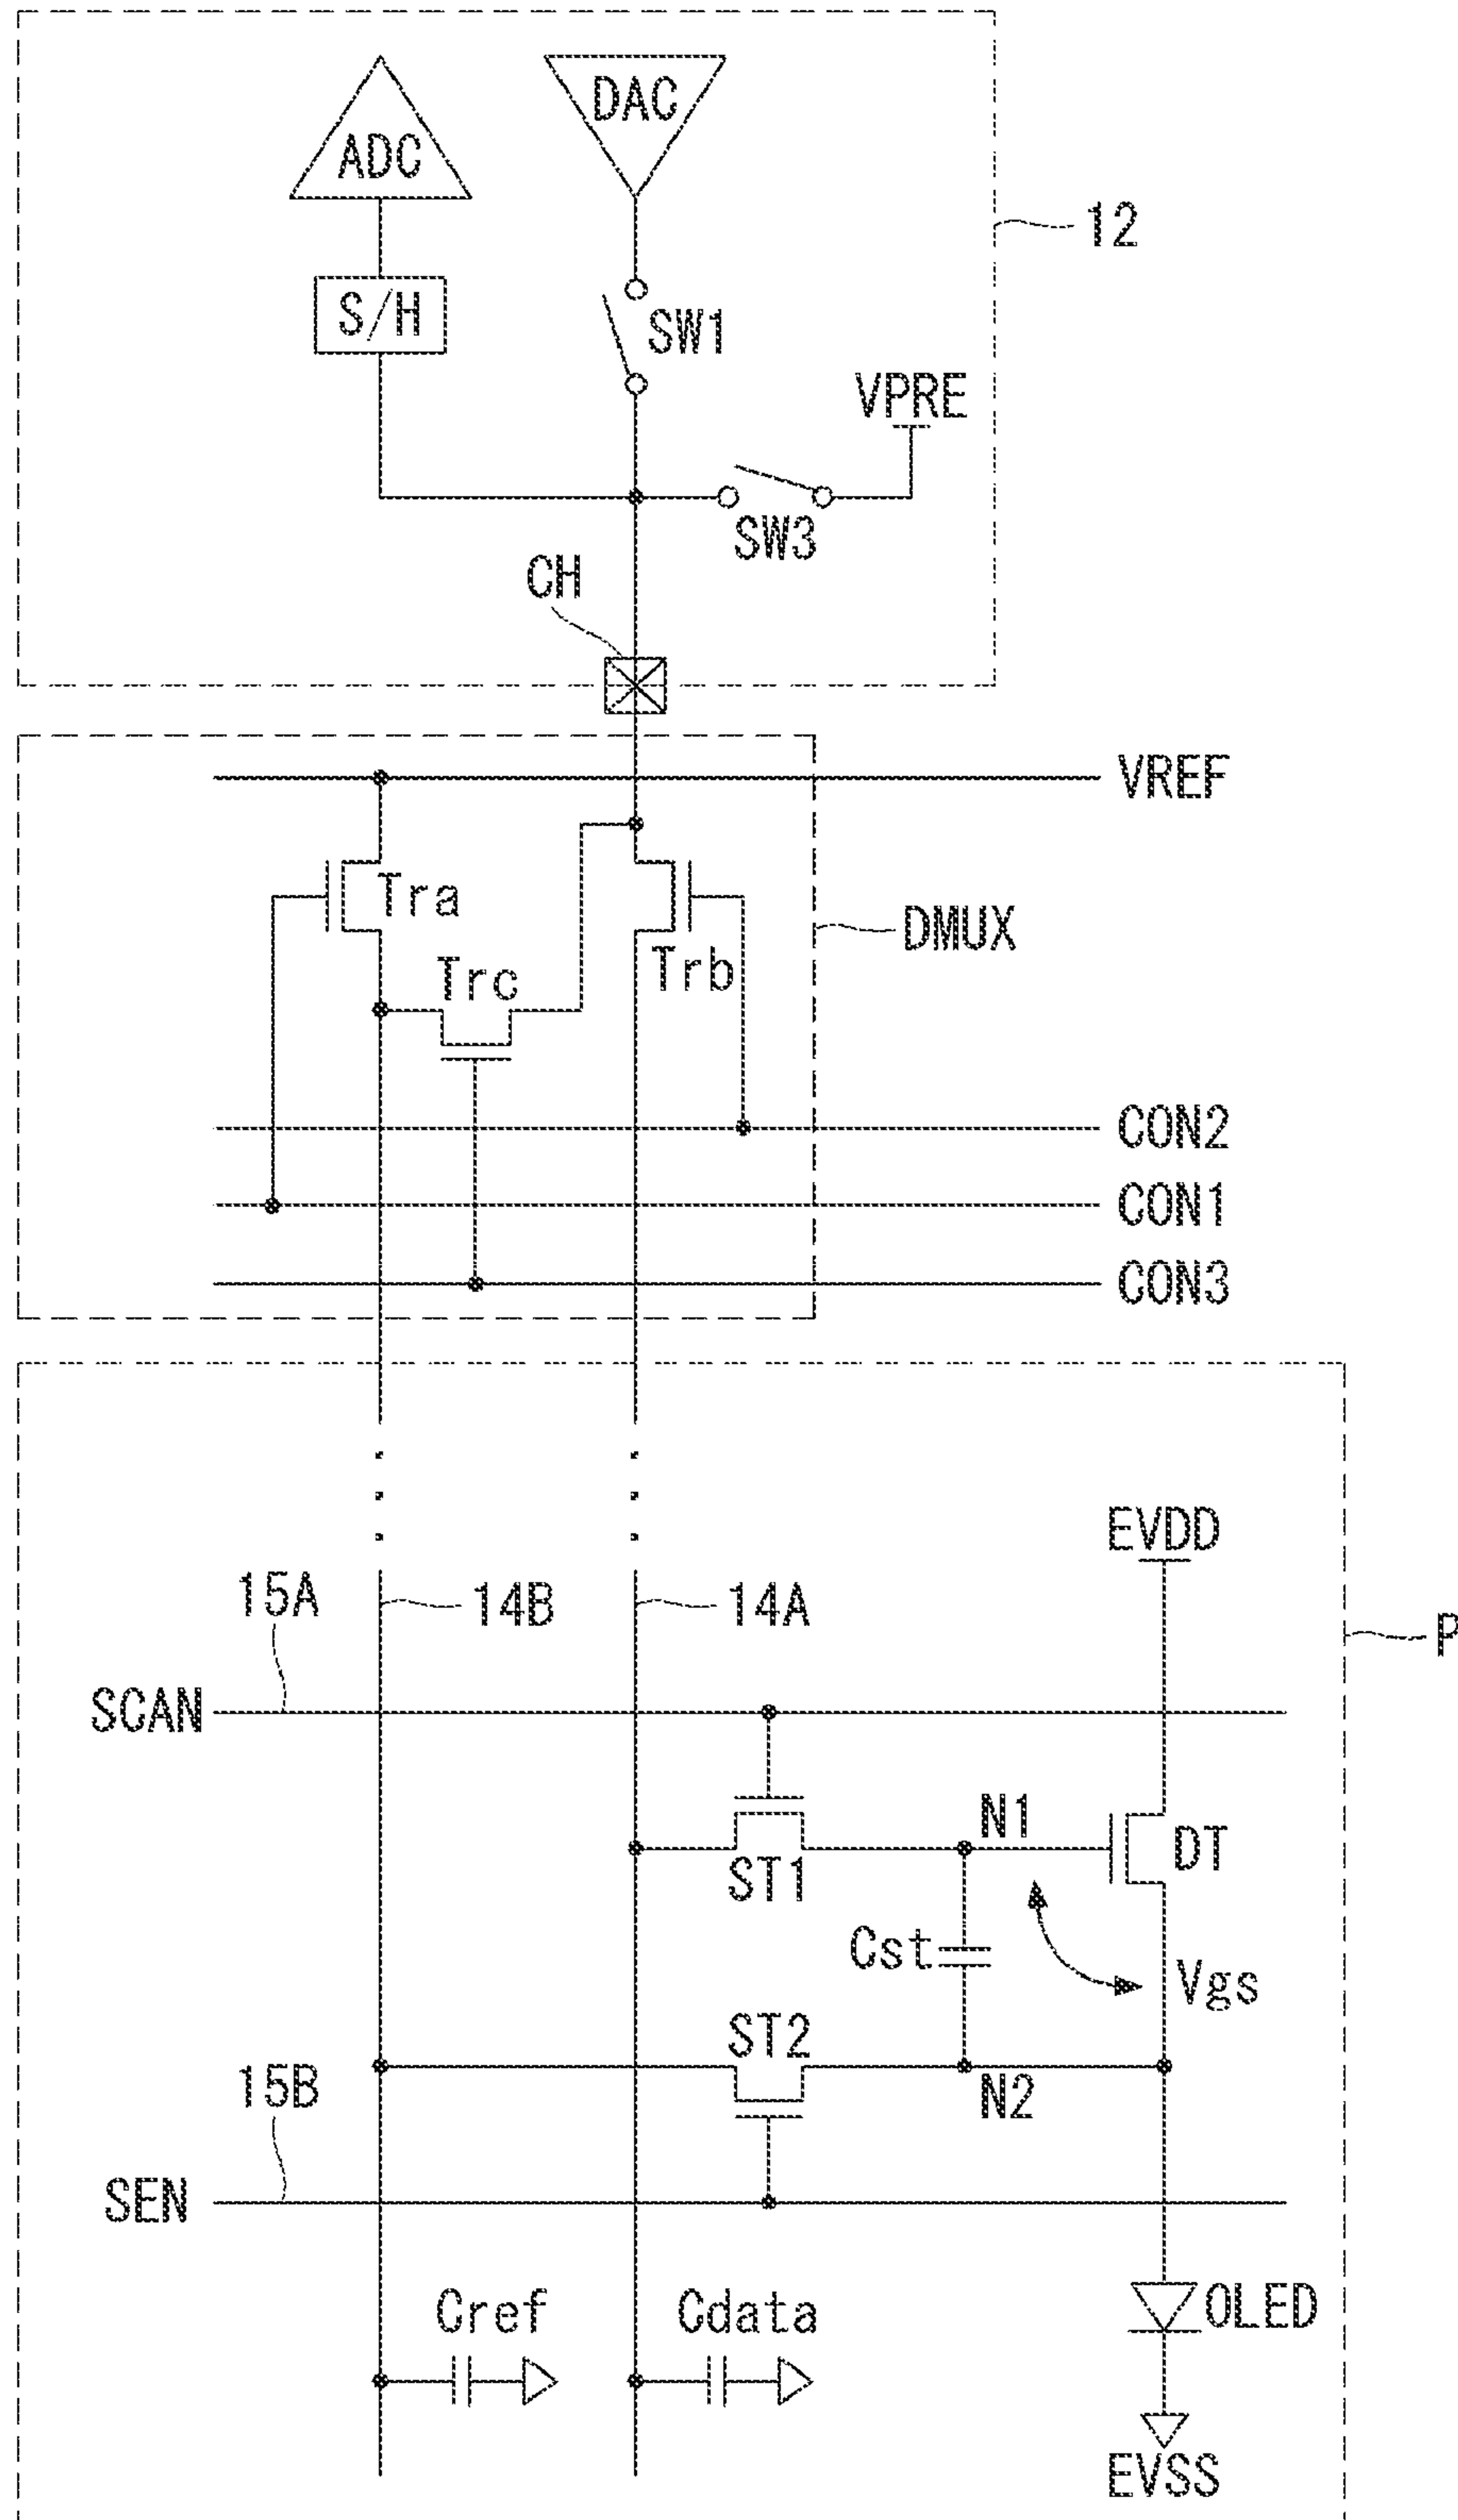 DAC
ADC
12
S/H
SW1
VPRE
SW3
CH
VREF
Tra
DMUX
Trb
Trc
CON2
CON1
CON3
EVDD
15A
14B
14A
P
SCAN
N1
DT
ST1
Cst
Vgs
ST2
15B
N2
SEN
Cref
Cdata
OLED
EVSS